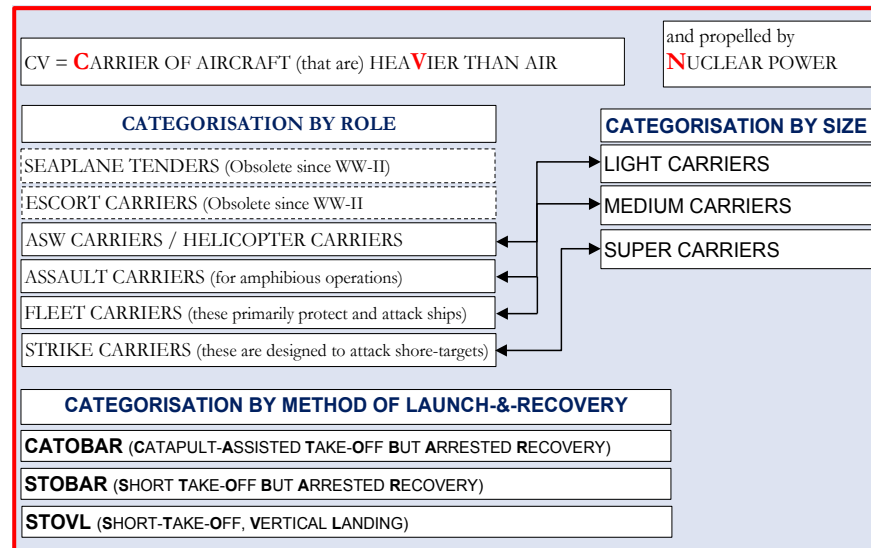 CV = CARRIER OF AIRCRAFT (that are) HEAVIER THAN AIR
and propelled by
NUCLEAR POWER
CATEGORISATION BY ROLE
SEAPLANE TENDERS (Obsolete since WW-II)
ESCORT CARRIERS (Obsolete since WW-II
ASW CARRIERS / HELICOPTER CARRIERS
ASSAULT CARRIERS (for amphibious operations)
FLEET CARRIERS (these primarily protect and attack ships)
STRIKE CARRIERS (these are designed to attack shore-targets)
CATEGORISATION BY SIZE
LIGHT CARRIERS
MEDIUM CARRIERS
SUPER CARRIERS
CATEGORISATION BY METHOD OF LAUNCH-&-RECOVERY
CATOBAR (CATAPULT-ASSISTED TAKE-OFF BUT ARRESTED RECOVERY)
STOBAR (SHORT TAKE-OFF BUT ARRESTED RECOVERY)
STOVL (SHORT-TAKE-OFF, VERTICAL LANDING)